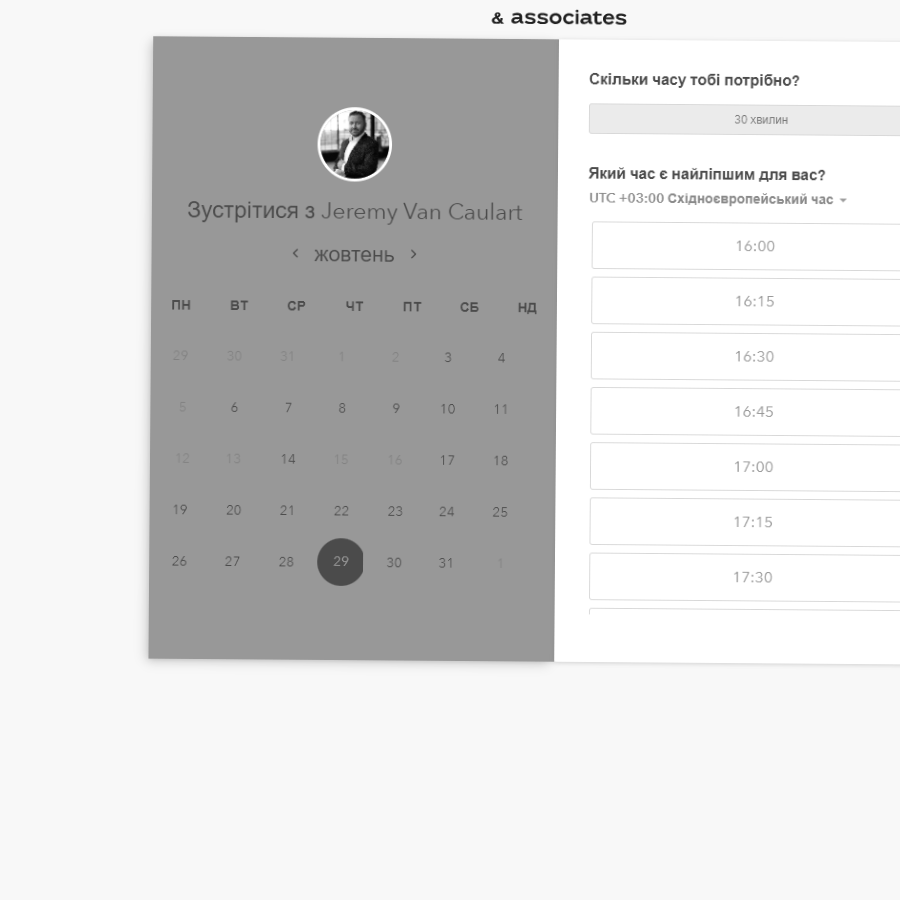 & associates
Зустрітися з Jeremy Van Caulart
жовтень
ПН ВТ СР ЧТ ПТ СБ НД
29 30 31 1 2 3 4
5 6 7 8 9 10 11
12 13 14 15 16 17 18
19 20 21 22 23 24 25
26 27 28 29 30 31 1
Скільки часу тобі потрібно?
30 хвилин
Який час є найліпшим для вас?
UTC +03:00 Східноєвропейський час
16:00
16:15
16:30
16:45
17:00
17:15
17:30